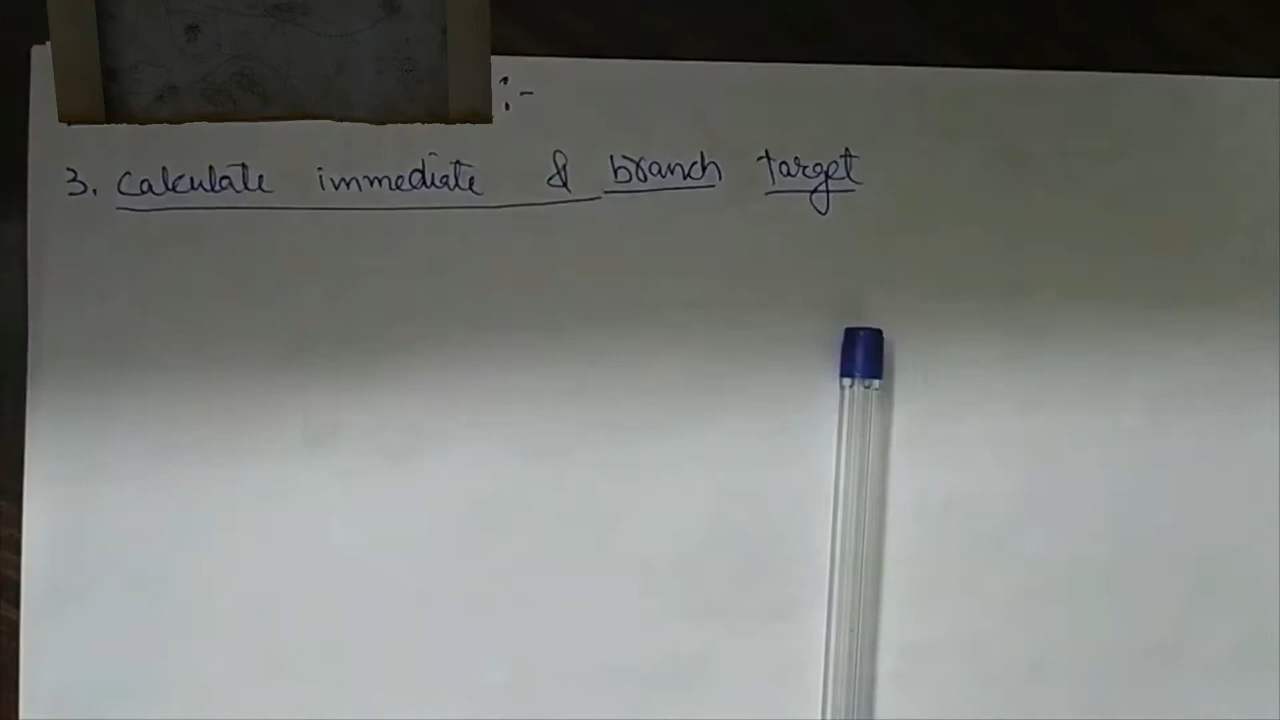 :-
3. calculate immediate & branch target